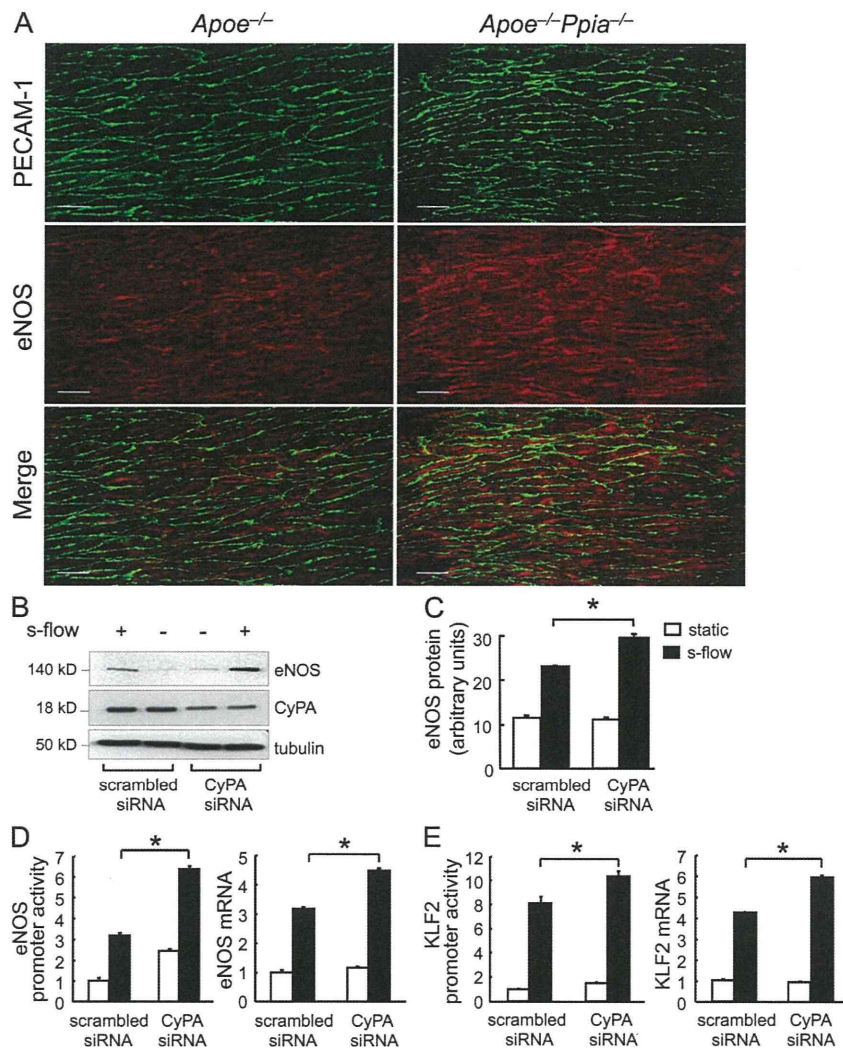 A
Apoe–/–
Apoe–/–Ppia–/–
PECAM-1
eNOS
Merge
B
s-flow + - - +
140 kD eNOS
18 kD CyPA
50 kD tubulin
scrambled siRNA
CyPA siRNA
C
eNOS protein (arbitrary units)
30
20
10
0
*
static
s-flow
scrambled siRNA
CyPA siRNA
D
eNOS promoter activity
7
6
5
4
3
2
1
0
*
scrambled siRNA
CyPA siRNA
eNOS mRNA
5
4
3
2
1
0
*
scrambled siRNA
CyPA siRNA
E
KLF2 promoter activity
12
10
8
6
4
2
0
*
scrambled siRNA
CyPA siRNA
KLF2 mRNA
7
6
5
4
3
2
1
0
*
scrambled siRNA
CyPA siRNA